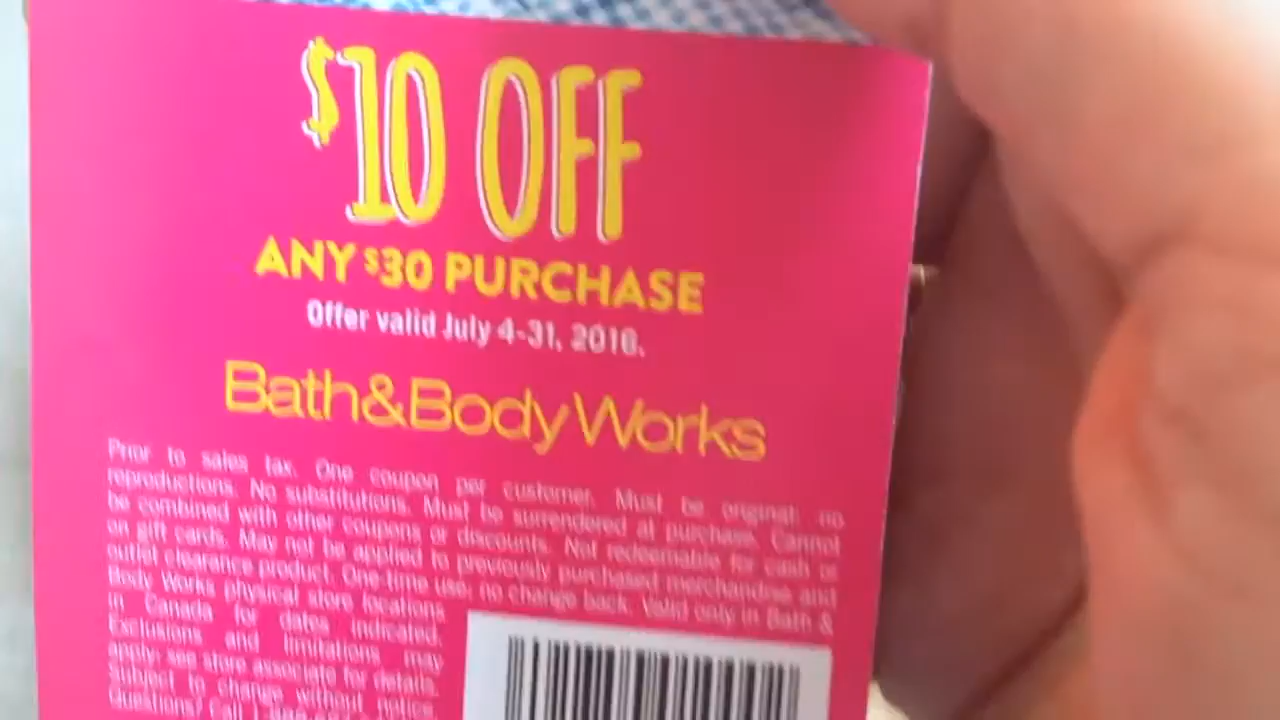 $10 OFF
ANY $30 PURCHASE
Offer valid July 4-31, 2016.
Bath&Body Works
Prior to sales tax. One coupon per customer. Must be original, no
reproductions. No substitutions. Must be surrendered at purchase. Cannot
be combined with other coupons or discounts. Not redeemable for cash or
on gift cards. May not be applied to previously purchased merchandise and
outlet clearance product. One-time use, no change back. Valid only in Bath &
Body Works physical store locations
in Canada for dates indicated.
Exclusions and limitations may
apply; see store associate for details.
Subject to change without notice.
Questions? Call